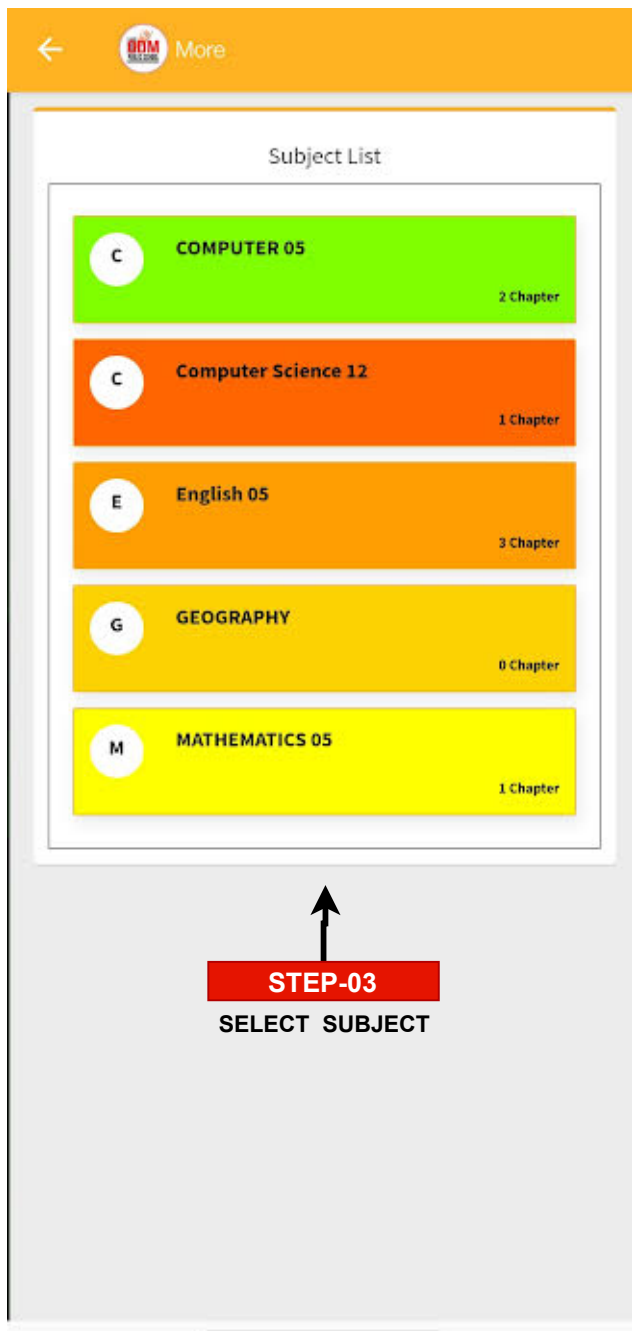 ODM
More
Subject List
C
COMPUTER 05
2 Chapter
C
Computer Science 12
1 Chapter
E
English 05
3 Chapter
G
GEOGRAPHY
0 Chapter
M
MATHEMATICS 05
1 Chapter
STEP-03
SELECT SUBJECT